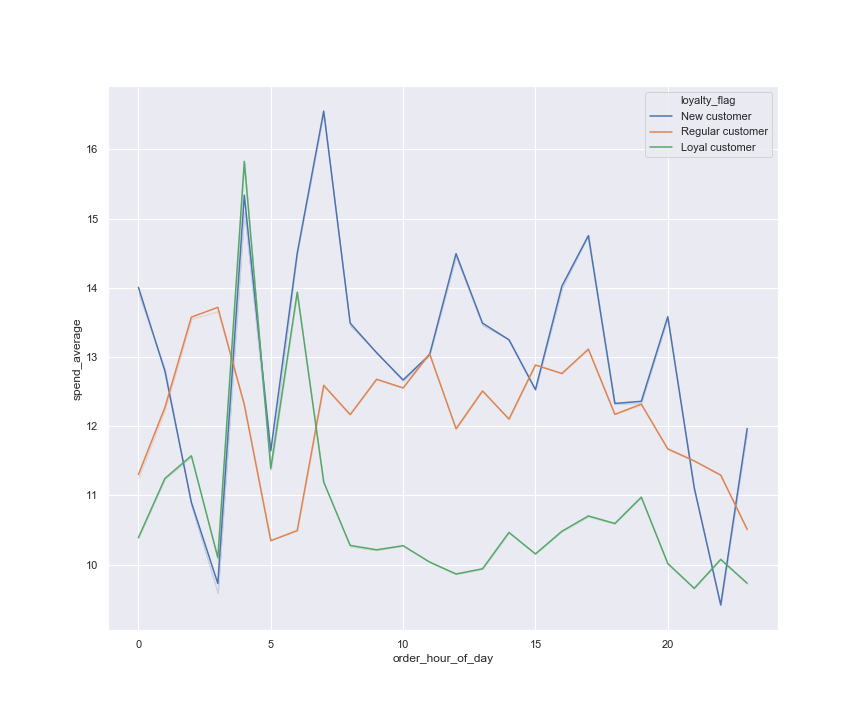 loyalty_flag
New customer
Regular customer
Loyal customer
16
15
14
13
12
11
10
spend_average
0 5 10 15 20
order_hour_of_day